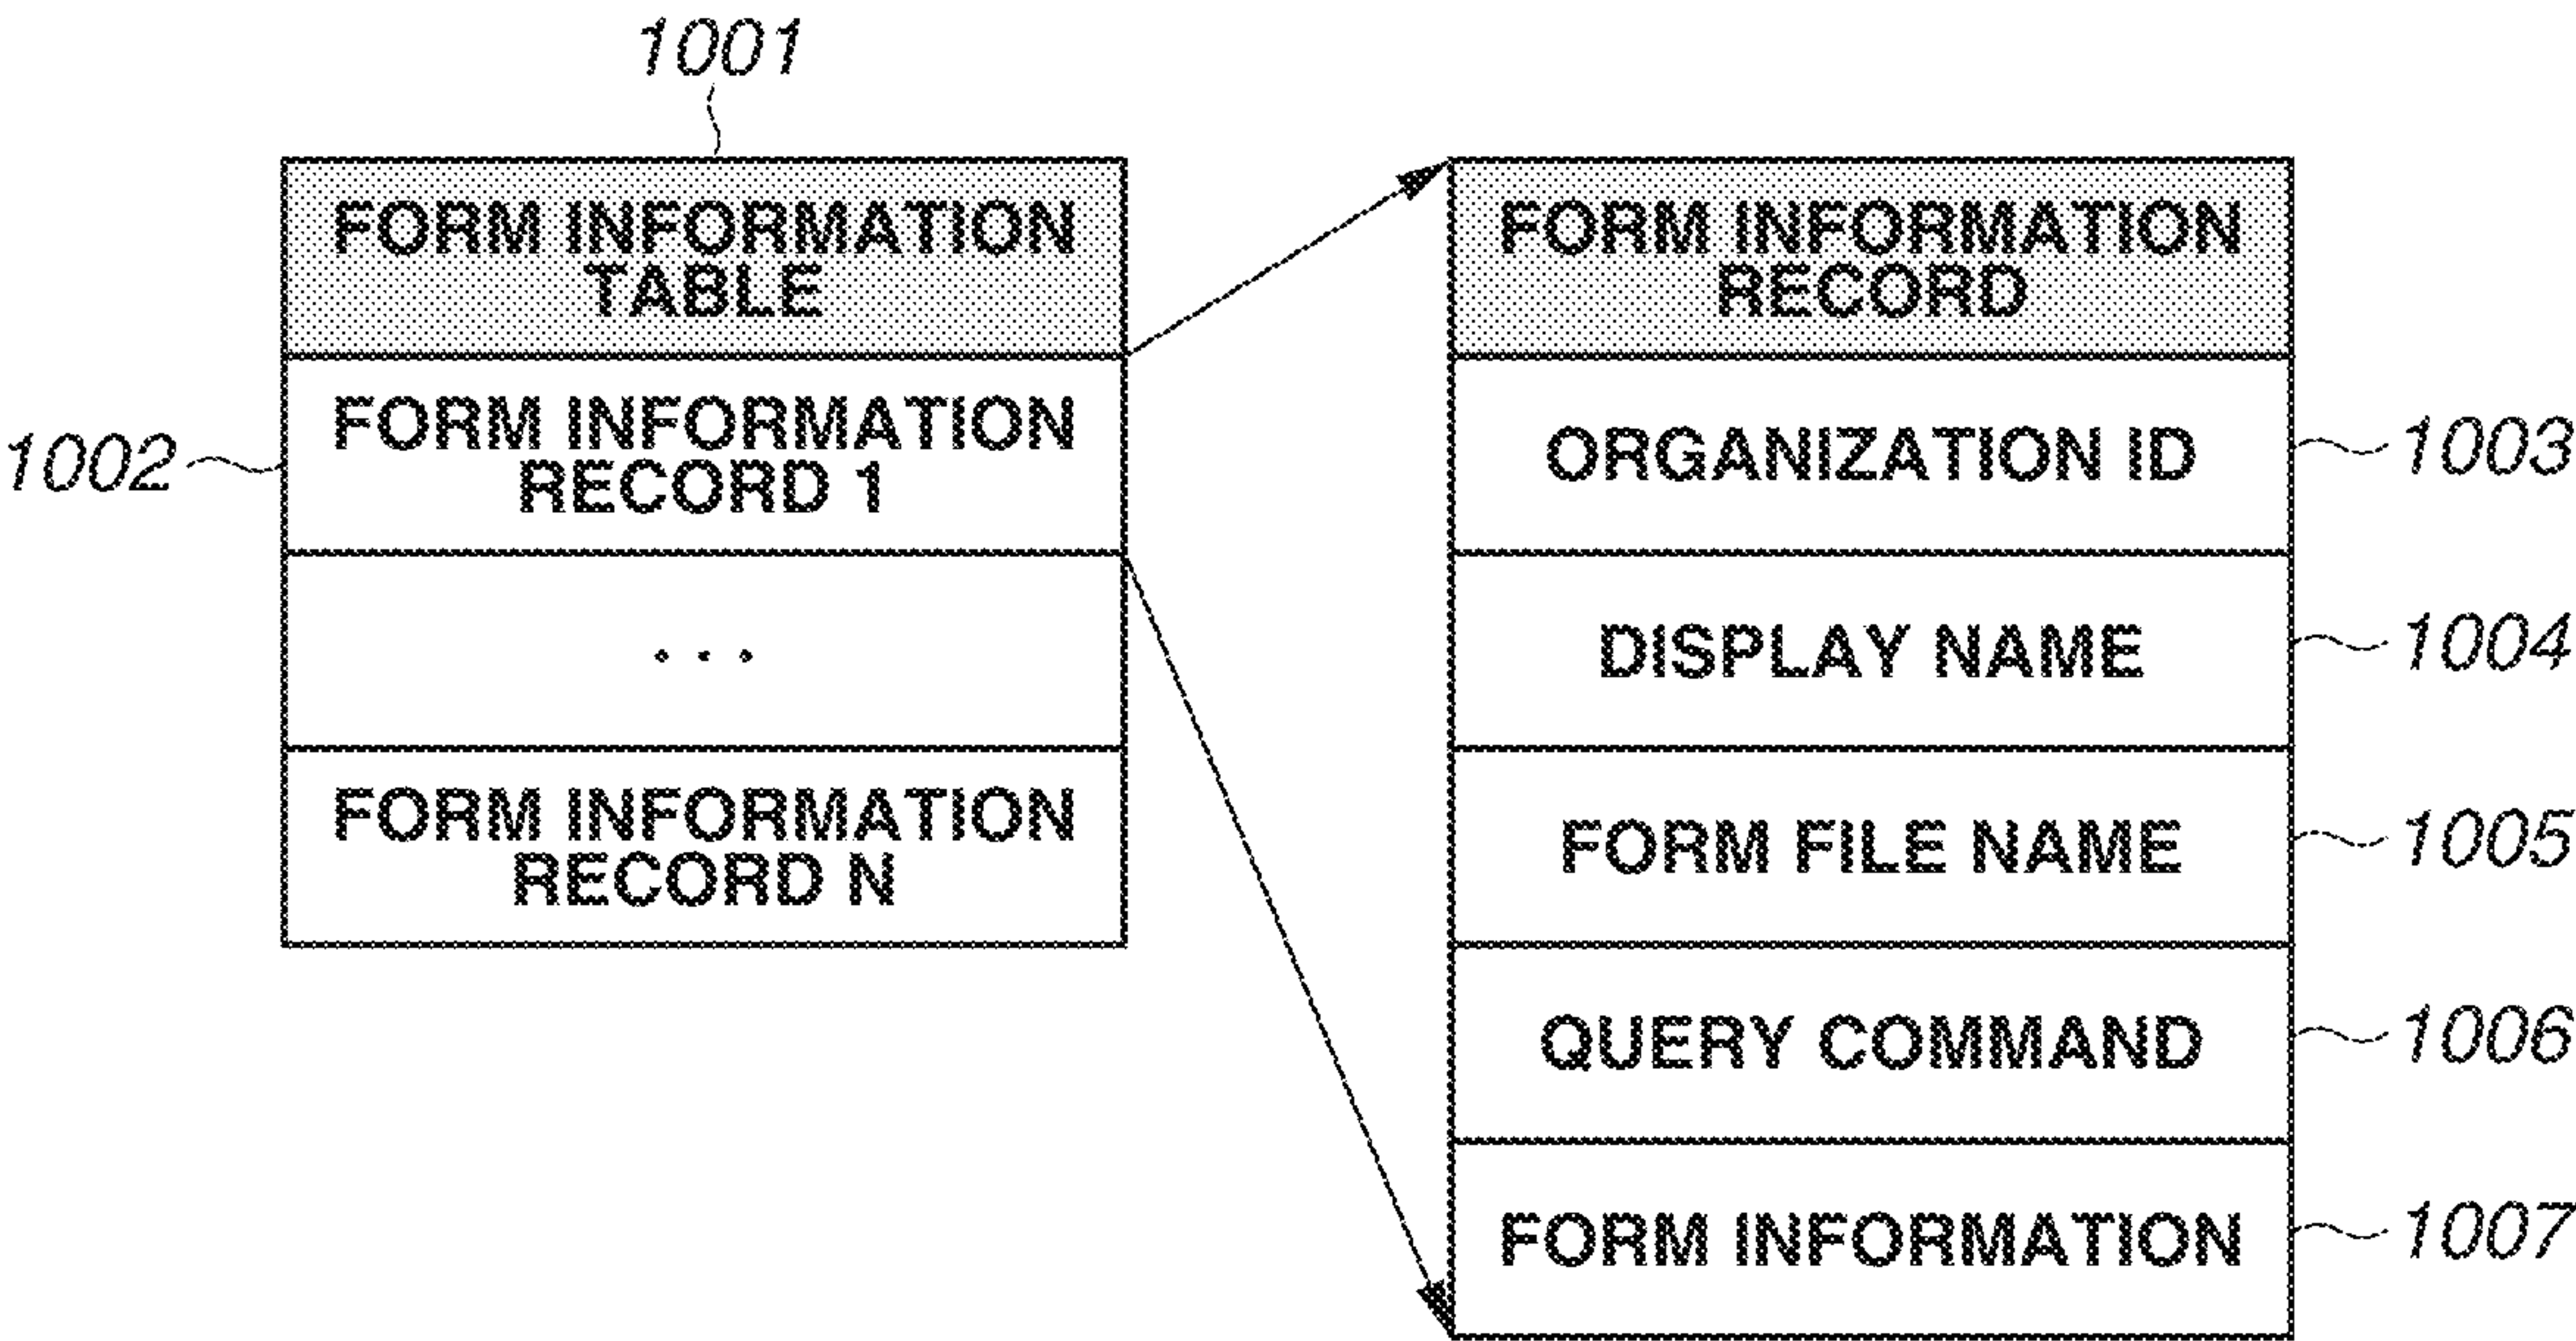 1001
FORM INFORMATION
TABLE
1002
FORM INFORMATION
RECORD 1
. . .
FORM INFORMATION
RECORD N
FORM INFORMATION
RECORD
ORGANIZATION ID
1003
DISPLAY NAME
1004
FORM FILE NAME
1005
QUERY COMMAND
1006
FORM INFORMATION
1007